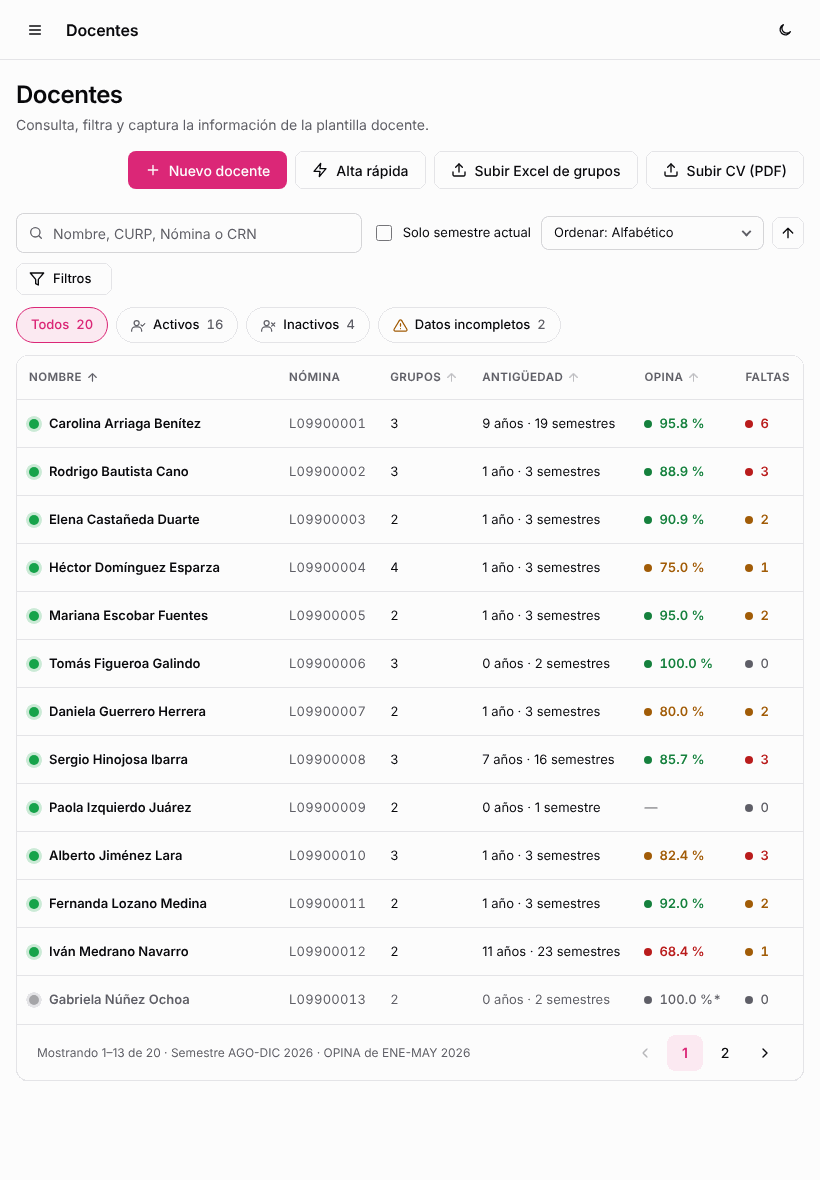 Docentes
Docentes
Consulta, filtra y captura la información de la plantilla docente.
Nuevo docente Alta rápida Subir Excel de grupos Subir CV (PDF)
Nombre, CURP, Nómina o CRN Solo semestre actual Ordenar: Alfabético
Filtros
Todos 20 Activos 16 Inactivos 4 Datos incompletos 2
NOMBRE NÓMINA GRUPOS ANTIGÜEDAD OPINA FALTAS
Carolina Arriaga Benítez L09900001 3 9 años · 19 semestres 95.8 % 6
Rodrigo Bautista Cano L09900002 3 1 año · 3 semestres 88.9 % 3
Elena Castañeda Duarte L09900003 2 1 año · 3 semestres 90.9 % 2
Héctor Domínguez Esparza L09900004 4 1 año · 3 semestres 75.0 % 1
Mariana Escobar Fuentes L09900005 2 1 año · 3 semestres 95.0 % 2
Tomás Figueroa Galindo L09900006 3 0 años · 2 semestres 100.0 % 0
Daniela Guerrero Herrera L09900007 2 1 año · 3 semestres 80.0 % 2
Sergio Hinojosa Ibarra L09900008 3 7 años · 16 semestres 85.7 % 3
Paola Izquierdo Juárez L09900009 2 0 años · 1 semestre — 0
Alberto Jiménez Lara L09900010 3 1 año · 3 semestres 82.4 % 3
Fernanda Lozano Medina L09900011 2 1 año · 3 semestres 92.0 % 2
Iván Medrano Navarro L09900012 2 11 años · 23 semestres 68.4 % 1
Gabriela Núñez Ochoa L09900013 2 0 años · 2 semestres 100.0 %* 0
Mostrando 1–13 de 20 · Semestre AGO-DIC 2026 · OPINA de ENE-MAY 2026 1 2